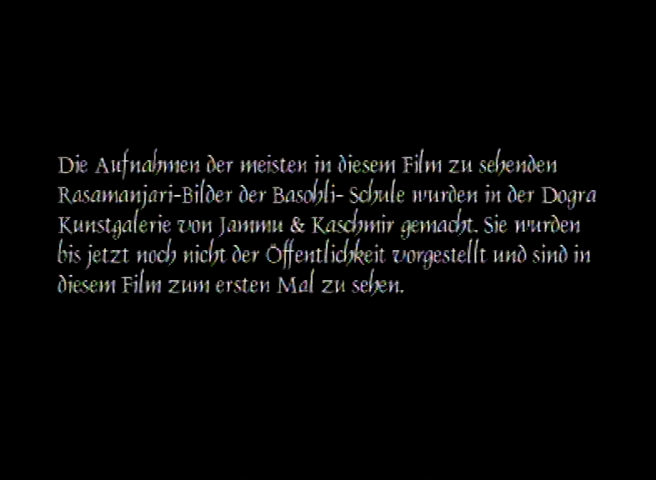 Die Aufnahmen der meisten in diesem Film zu sehenden
Rasamanjari-Bilder der Basohli- Schule wurden in der Dogra
Kunstgalerie von Jammu & Kaschmir gemacht. Sie wurden
bis jetzt noch nicht der Öffentlichkeit vorgestellt und sind in
diesem Film zum ersten Mal zu sehen.